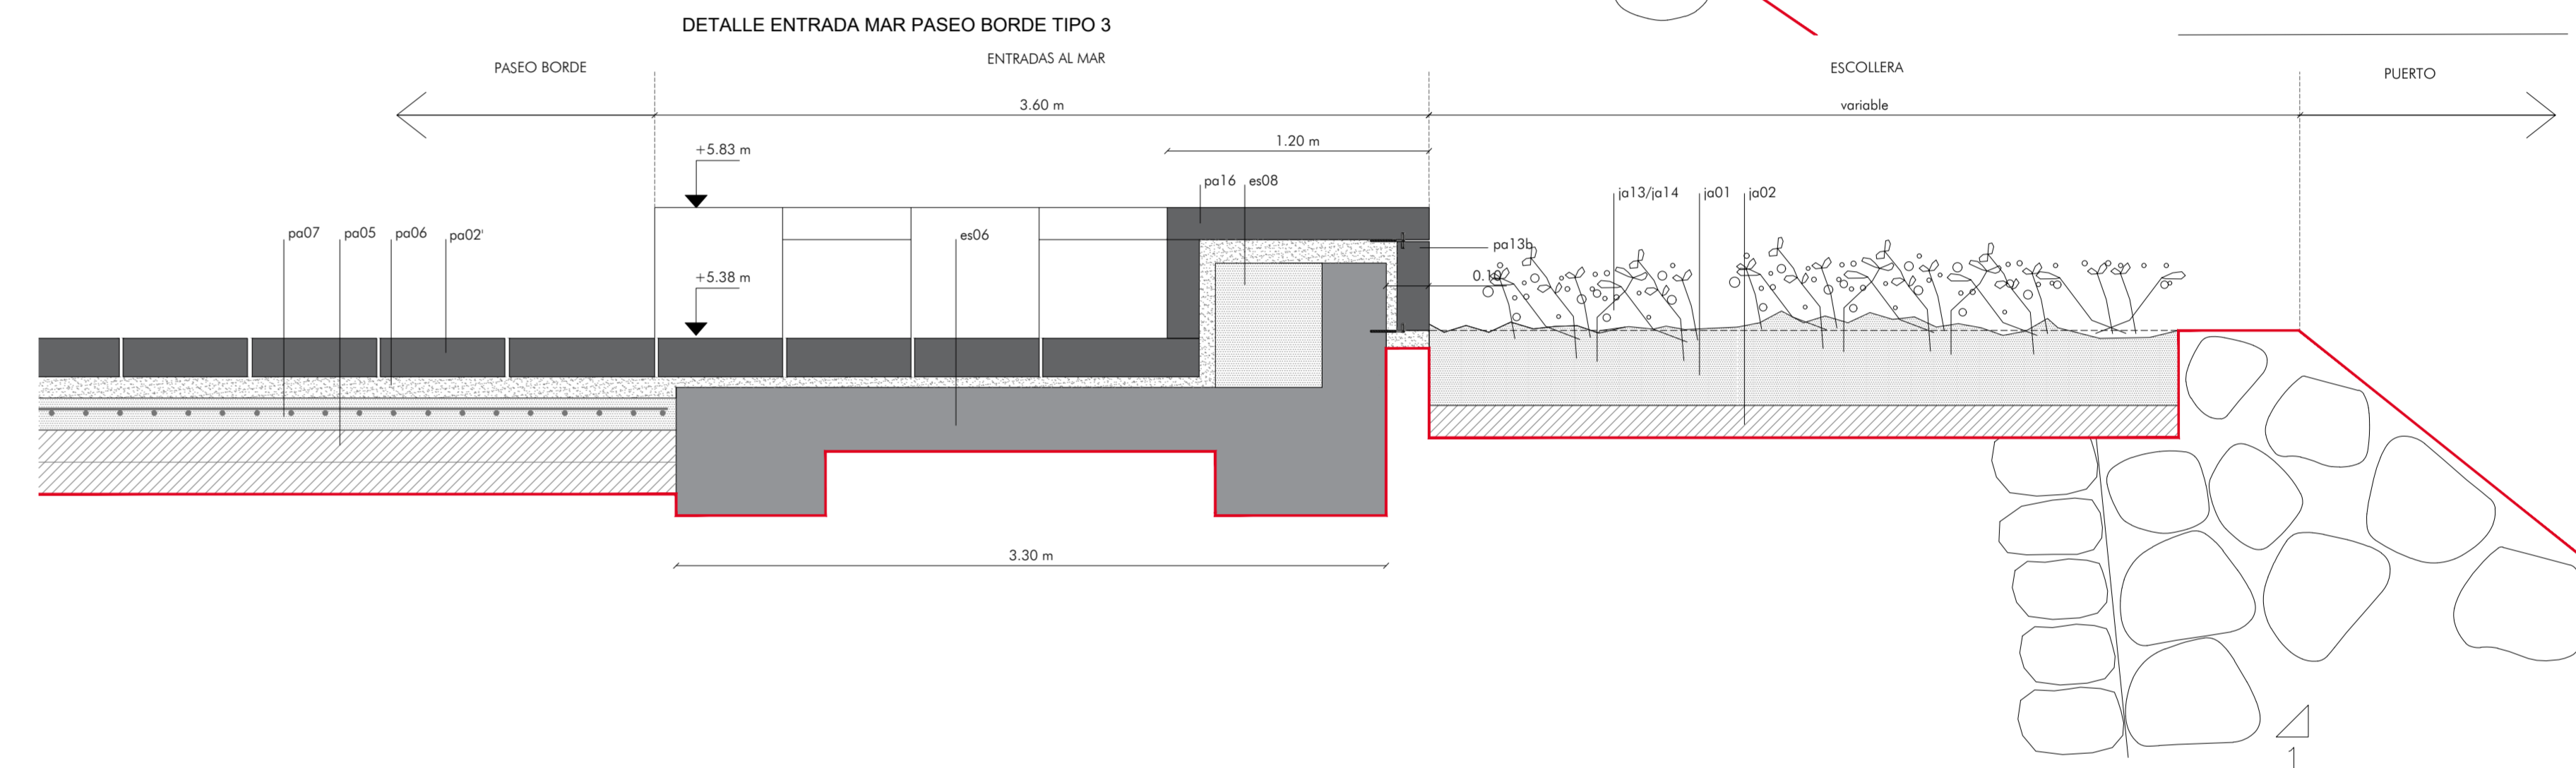 DETALLE ENTRADA MAR PASEO BORDE TIPO 3
PASEO BORDE
ENTRADAS AL MAR
ESCOLLERA
PUERTO
3.60 m
variable
1.20 m
+5.83 m
pa16
es08
ja13/ja14
ja01
ja02
pa07
pa05
pa06
pa02'
es06
pa13b
+5.38 m
0.10
3.30 m
1